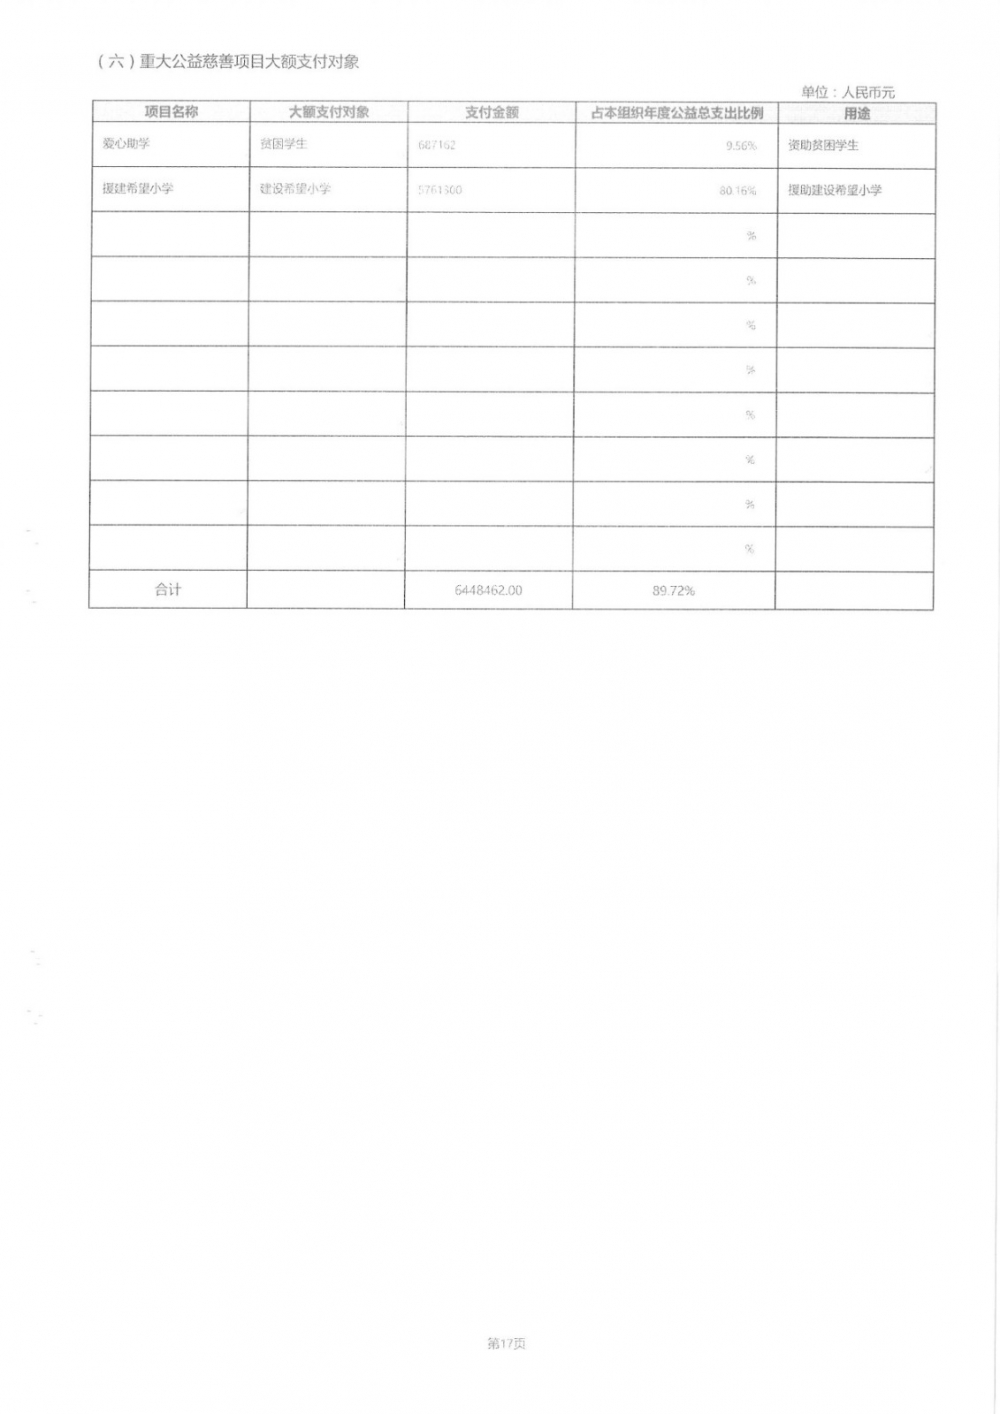 （六）重大公益慈善项目大额支付对象
单位：人民币元
项目名称 大额支付对象 支付金额 占本组织年度公益总支出比例 用途
爱心助学 贫困学生 687162 9.56% 资助贫困学生
援建希望小学 建设希望小学 5761300 80.16% 援助建设希望小学
%
%
%
%
%
%
%
%
合计 6448462.00 89.72%
第17页